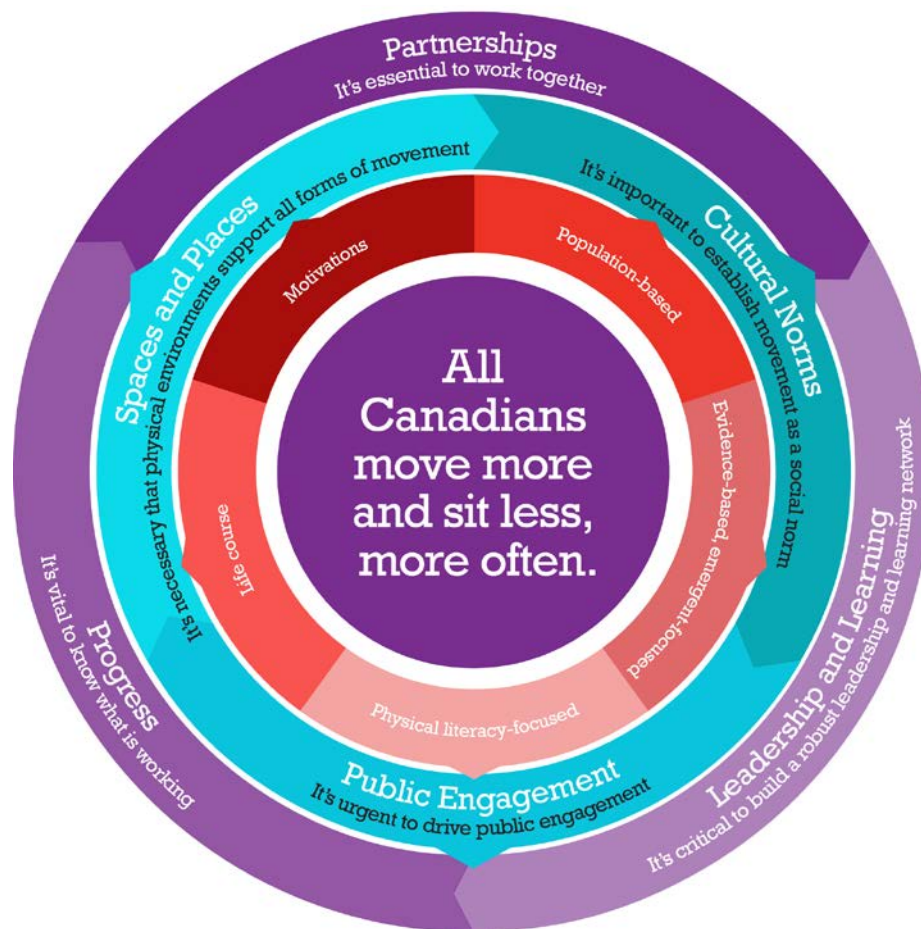 Partnerships
It's essential to work together
Cultural Norms
It's important to establish movement as a social norm
Leadership and Learning
It's critical to build a robust leadership and learning network
Public Engagement
It's urgent to drive public engagement
Progress
It's vital to know what is working
Spaces and Places
It's necessary that physical environments support all forms of movement
Motivations
Population-based
Evidence-based, emergent-focused
Physical literacy-focused
Life course
All
Canadians
move more
and sit less,
more often.